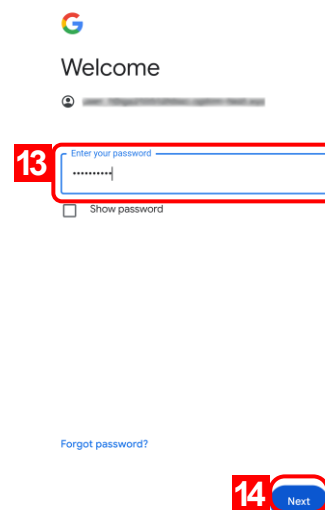 Welcome
13
Enter your password
••••••••••
Show password
Forgot password?
14
Next